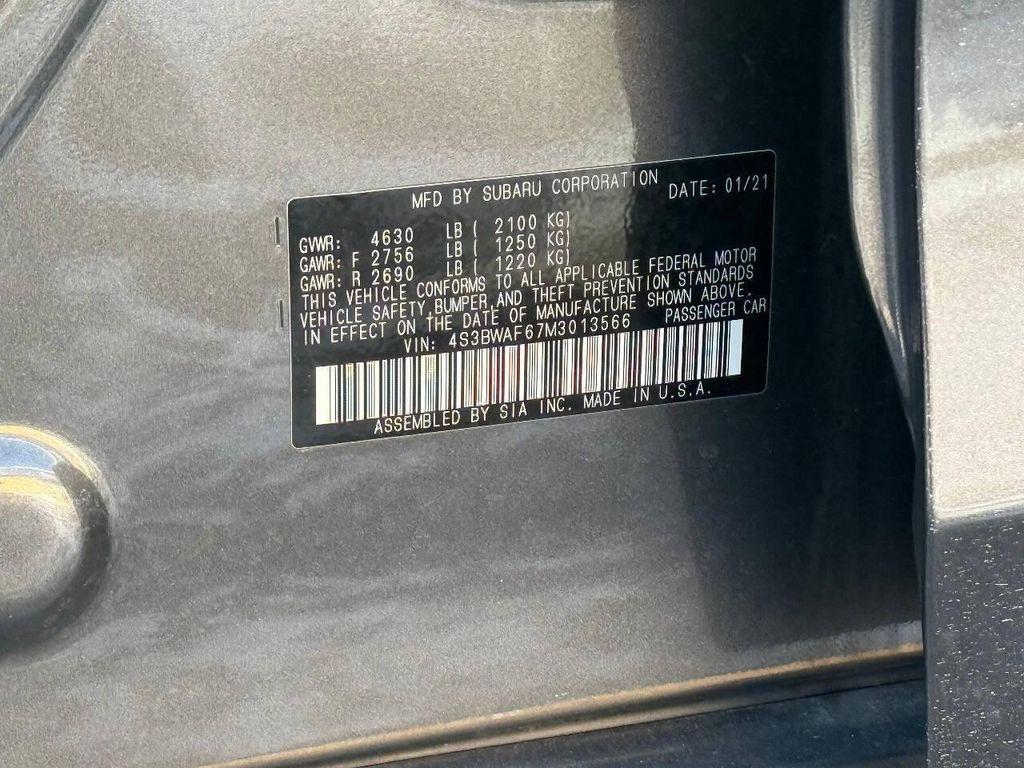 MFD BY SUBARU CORPORATION DATE: 01/21
GVWR: 4630 LB ( 2100 KG)
GAWR: F 2756 LB ( 1250 KG)
GAWR: R 2690 LB ( 1220 KG)
THIS VEHICLE CONFORMS TO ALL APPLICABLE FEDERAL MOTOR
VEHICLE SAFETY, BUMPER, AND THEFT PREVENTION STANDARDS
IN EFFECT ON THE DATE OF MANUFACTURE SHOWN ABOVE.
VIN: 4S3BWAF67M3013566 PASSENGER CAR
ASSEMBLED BY SIA INC. MADE IN U.S.A.